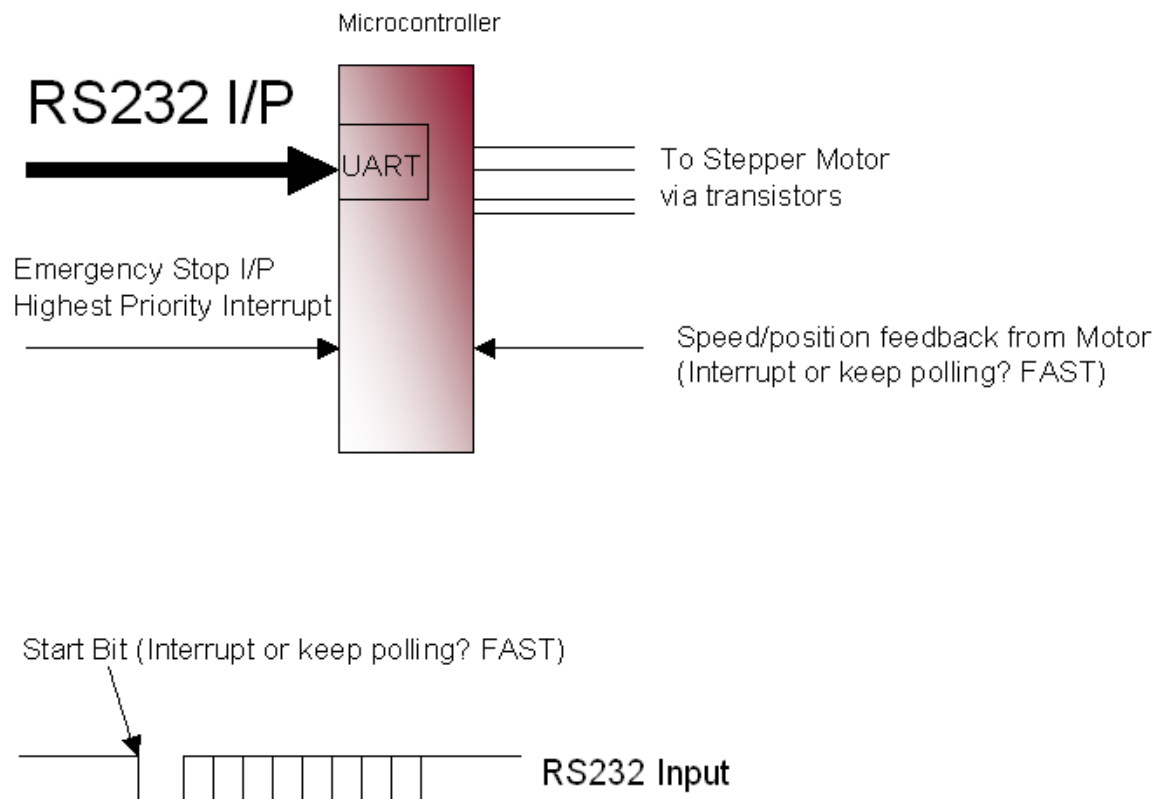 Microcontroller
RS232 I/P
UART
To Stepper Motor
via transistors
Emergency Stop I/P
Highest Priority Interrupt
Speed/position feedback from Motor
(Interrupt or keep polling? FAST)
Start Bit (Interrupt or keep polling? FAST)
RS232 Input